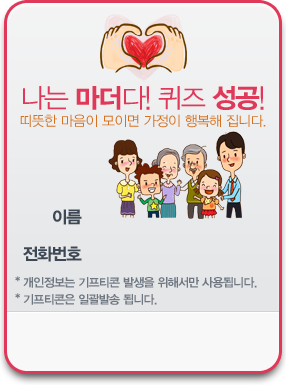 나는 마더다! 퀴즈 성공!
따뜻한 마음이 모이면 가정이 행복해 집니다.
이름
전화번호
* 개인정보는 기프티콘 발생을 위해서만 사용됩니다.
* 기프티콘은 일괄발송 됩니다.